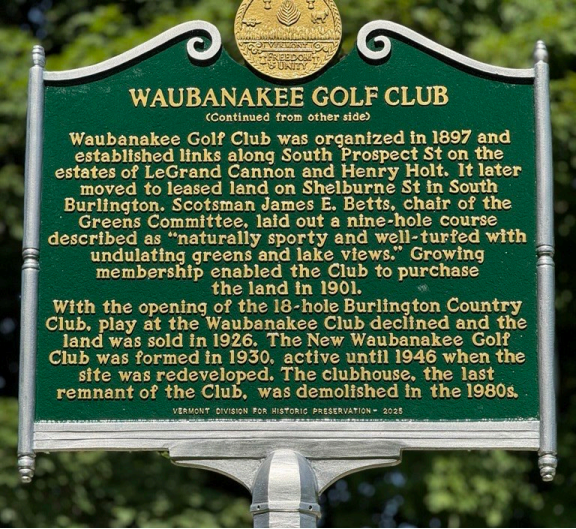 VERMONT
FREEDOM
& UNITY
WAUBANAKEE GOLF CLUB
(Continued from other side)
Waubanakee Golf Club was organized in 1897 and
established links along South Prospect St on the
estates of LeGrand Cannon and Henry Holt. It later
moved to leased land on Shelburne St in South
Burlington. Scotsman James E. Betts, chair of the
Greens Committee, laid out a nine-hole course
described as “naturally sporty and well-turfed with
undulating greens and lake views.” Growing
membership enabled the Club to purchase
the land in 1901.
With the opening of the 18-hole Burlington Country
Club, play at the Waubanakee Club declined and the
land was sold in 1926. The New Waubanakee Golf
Club was formed in 1930, active until 1946 when the
site was redeveloped. The clubhouse, the last
remnant of the Club, was demolished in the 1980s.
VERMONT DIVISION FOR HISTORIC PRESERVATION - 2025